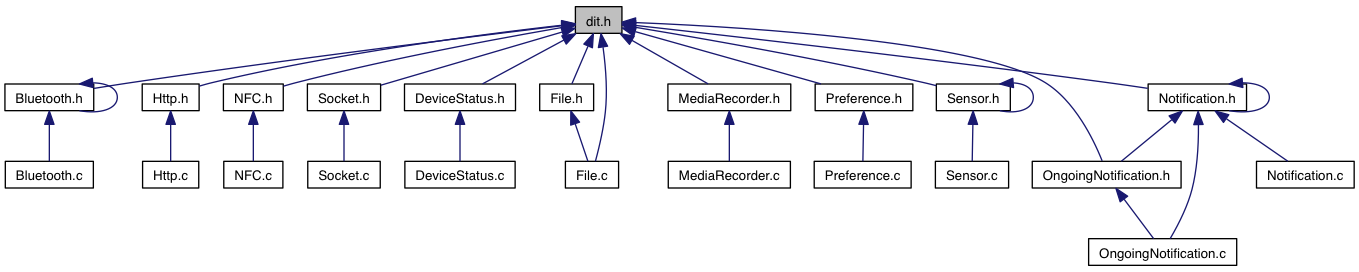 dit.h
Bluetooth.h
Http.h
NFC.h
Socket.h
DeviceStatus.h
File.h
MediaRecorder.h
Preference.h
Sensor.h
Notification.h
Bluetooth.c
Http.c
NFC.c
Socket.c
DeviceStatus.c
File.c
MediaRecorder.c
Preference.c
Sensor.c
OngoingNotification.h
Notification.c
OngoingNotification.c